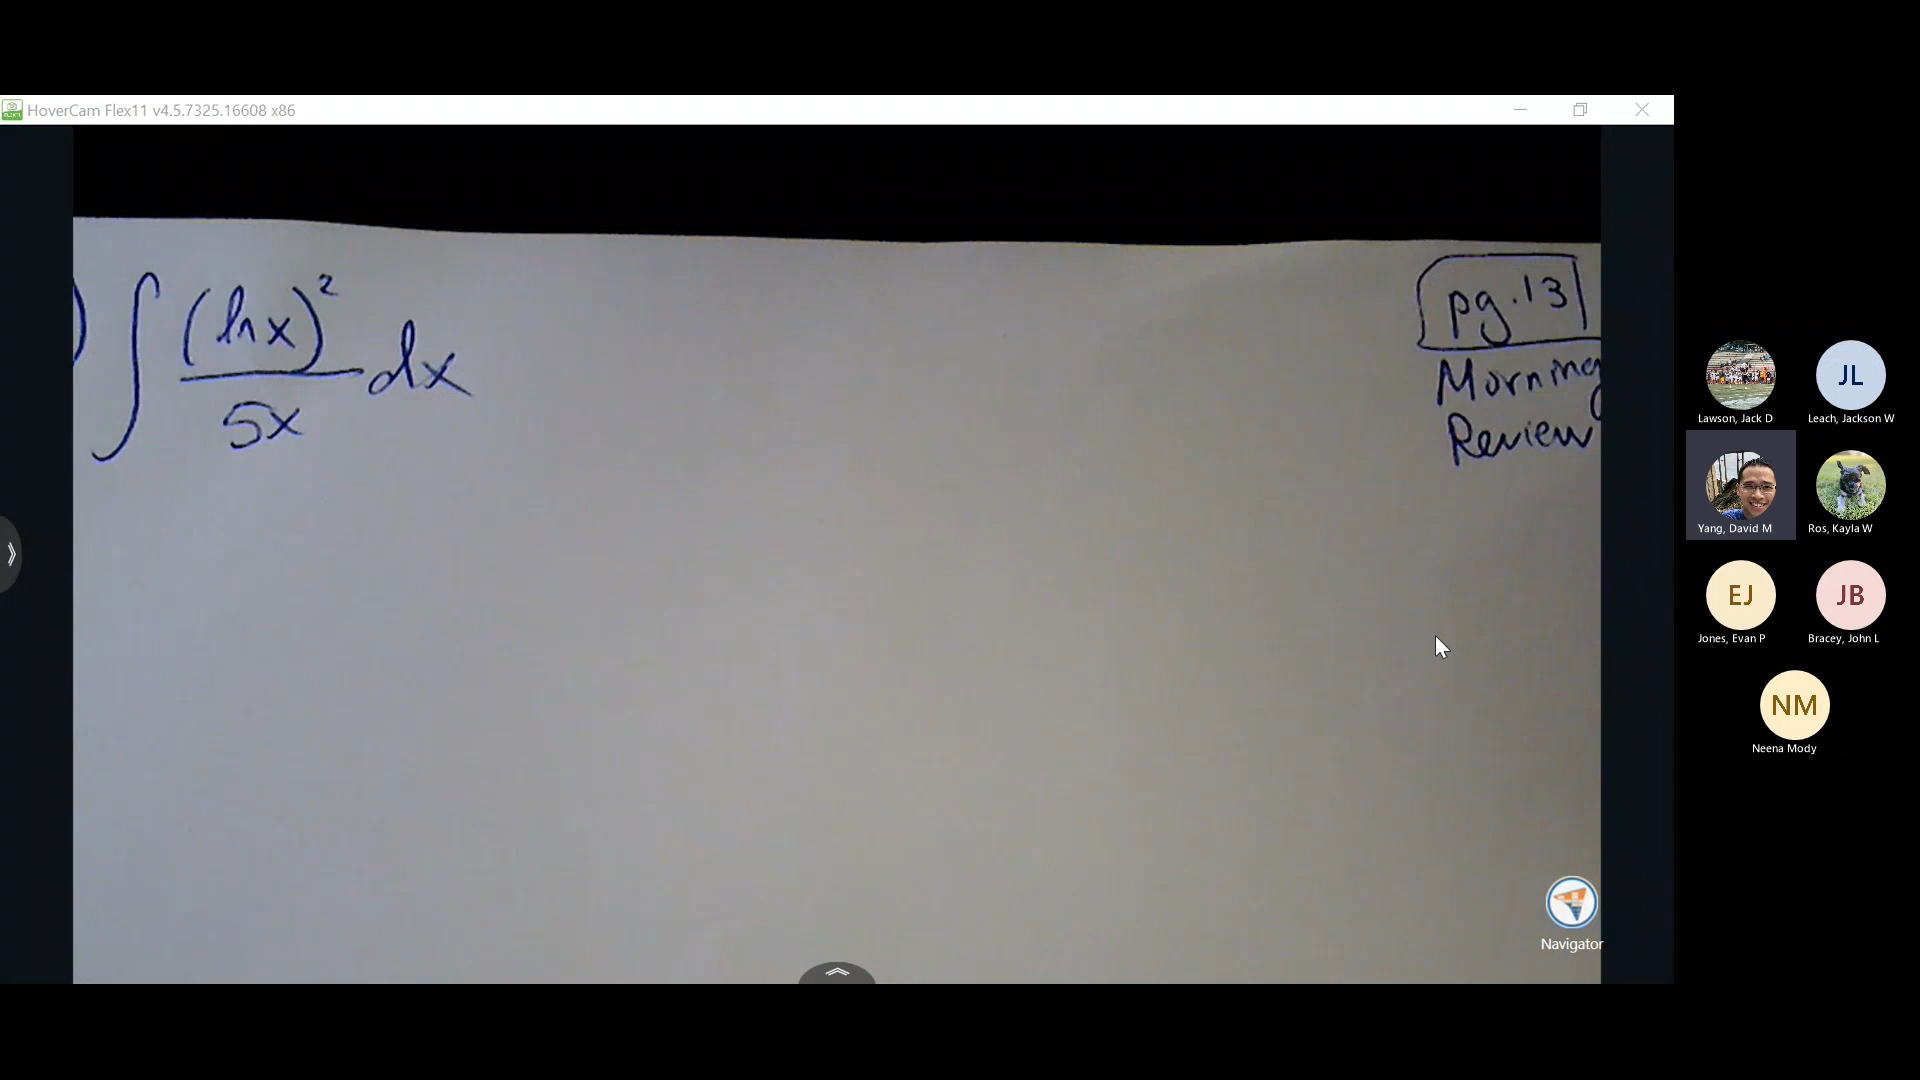 HoverCam Flex11 v4.5.7325.16608 x86
) ∫ (ln x)² / 5x dx
pg. 13
Morning
Review
Lawson, Jack D
JL
Leach, Jackson W
Yang, David M
Ros, Kayla W
EJ
Jones, Evan P
JB
Bracey, John L
NM
Neena Mody
Navigator